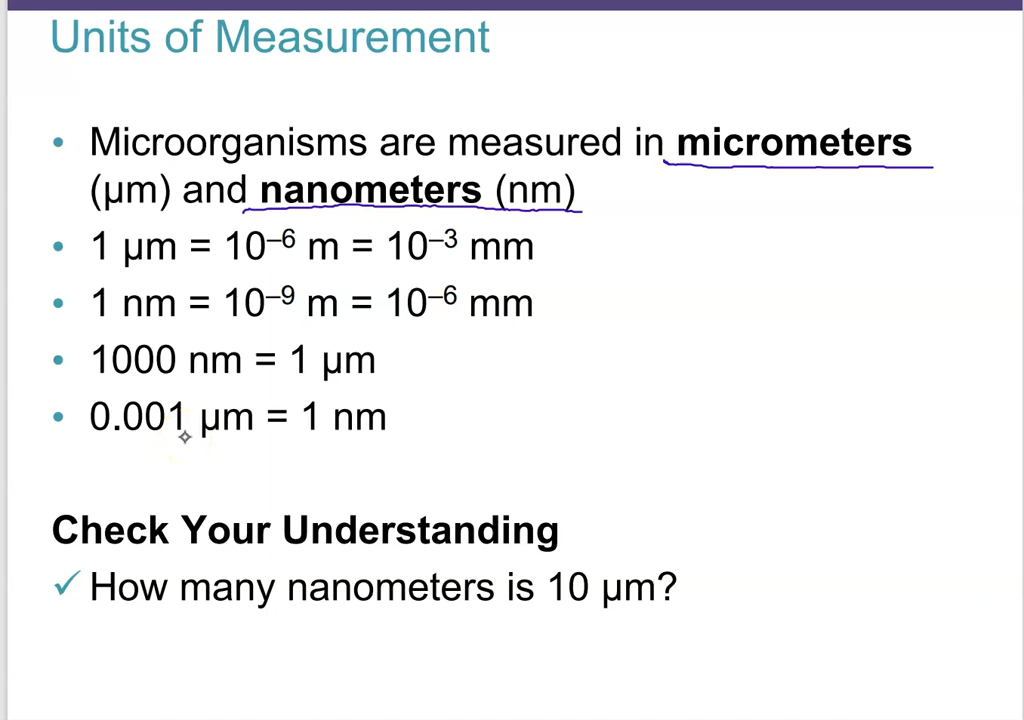 Units of Measurement
• Microorganisms are measured in micrometers
(µm) and nanometers (nm)
• 1 µm = 10⁻⁶ m = 10⁻³ mm
• 1 nm = 10⁻⁹ m = 10⁻⁶ mm
• 1000 nm = 1 µm
• 0.001 µm = 1 nm
Check Your Understanding
✓ How many nanometers is 10 µm?